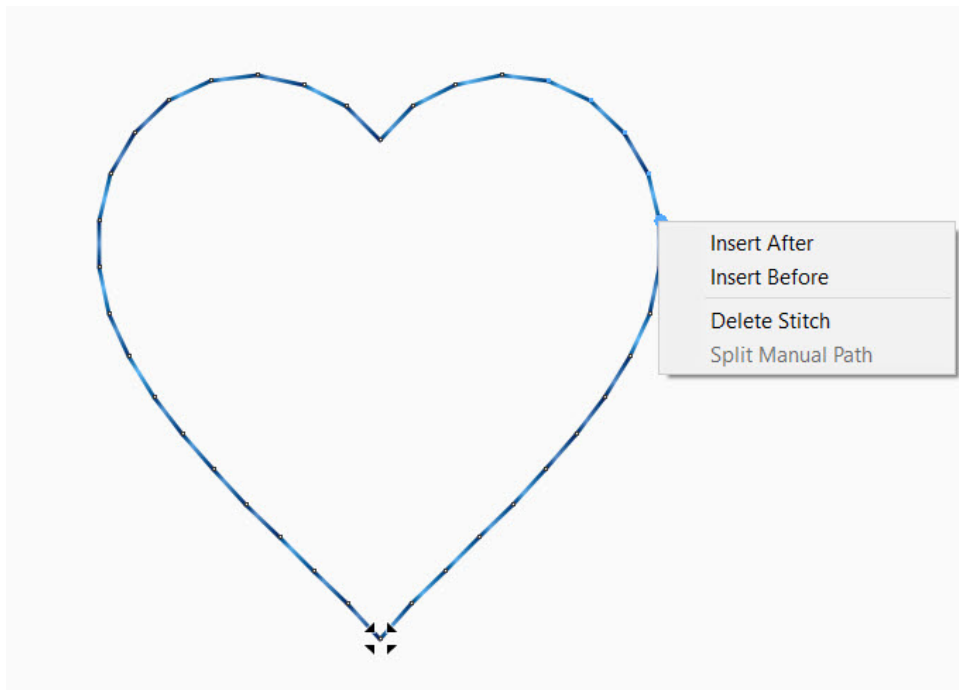 Insert After
Insert Before
Delete Stitch
Split Manual Path